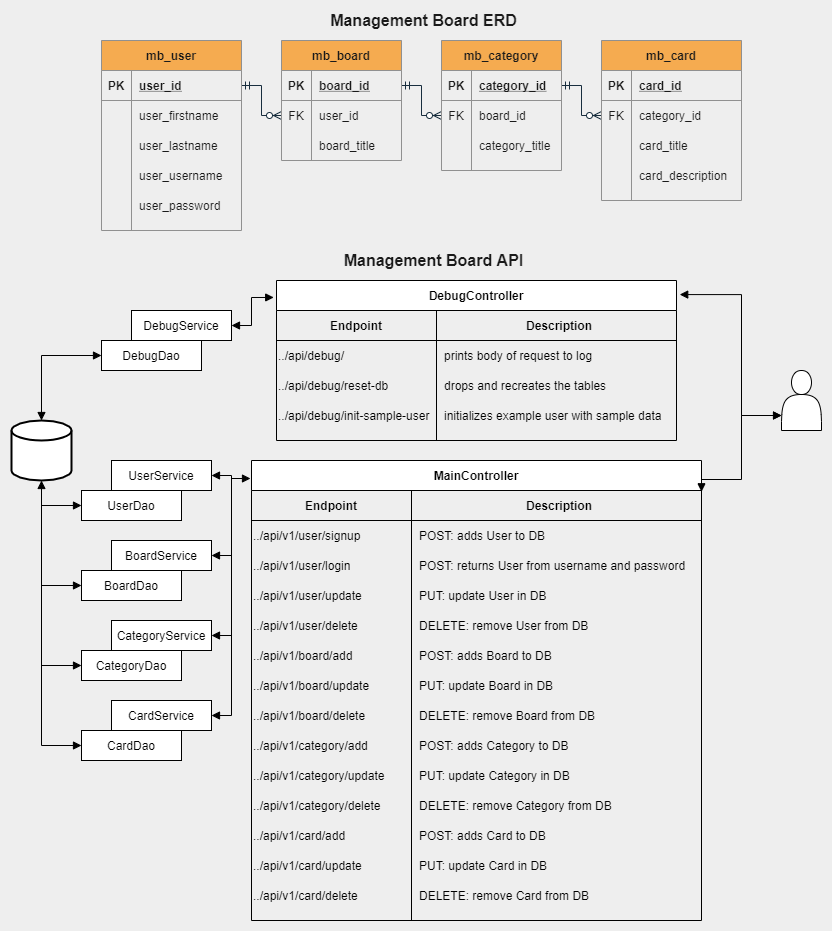 Management Board ERD
mb_user
PK user_id
user_firstname
user_lastname
user_username
user_password
mb_board
PK board_id
FK user_id
board_title
mb_category
PK category_id
FK board_id
category_title
mb_card
PK card_id
FK category_id
card_title
card_description
Management Board API
DebugController
Endpoint Description
../api/debug/ prints body of request to log
../api/debug/reset-db drops and recreates the tables
../api/debug/init-sample-user initializes example user with sample data
DebugService
DebugDao
UserService
UserDao
BoardService
BoardDao
CategoryService
CategoryDao
CardService
CardDao
MainController
Endpoint Description
../api/v1/user/signup POST: adds User to DB
../api/v1/user/login POST: returns User from username and password
../api/v1/user/update PUT: update User in DB
../api/v1/user/delete DELETE: remove User from DB
../api/v1/board/add POST: adds Board to DB
../api/v1/board/update PUT: update Board in DB
../api/v1/board/delete DELETE: remove Board from DB
../api/v1/category/add POST: adds Category to DB
../api/v1/category/update PUT: update Category in DB
../api/v1/category/delete DELETE: remove Category from DB
../api/v1/card/add POST: adds Card to DB
../api/v1/card/update PUT: update Card in DB
../api/v1/card/delete DELETE: remove Card from DB